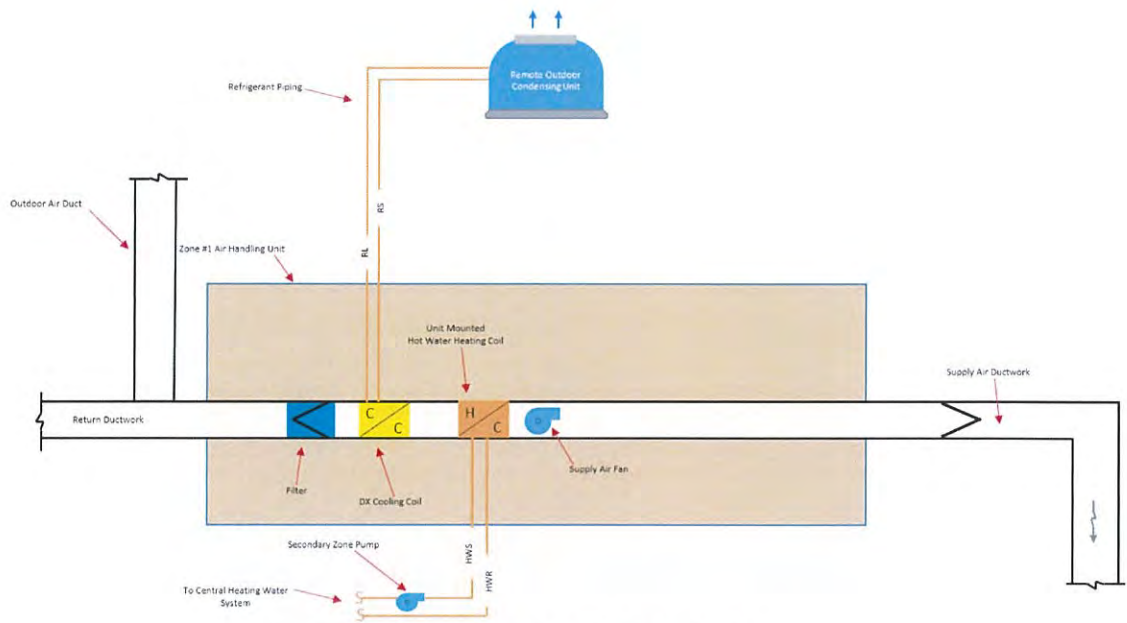 Remote Outdoor
Condensing Unit
Refrigerant Piping
Outdoor Air Duct
RS
Zone #1 Air Handling Unit
RL
Unit Mounted
Hot Water Heating Coil
Supply Air Ductwork
Return Ductwork
C
C
H
C
Supply Air Fan
Filter
DX Cooling Coil
Secondary Zone Pump
HWS
HWR
To Central Heating Water
System
S
S